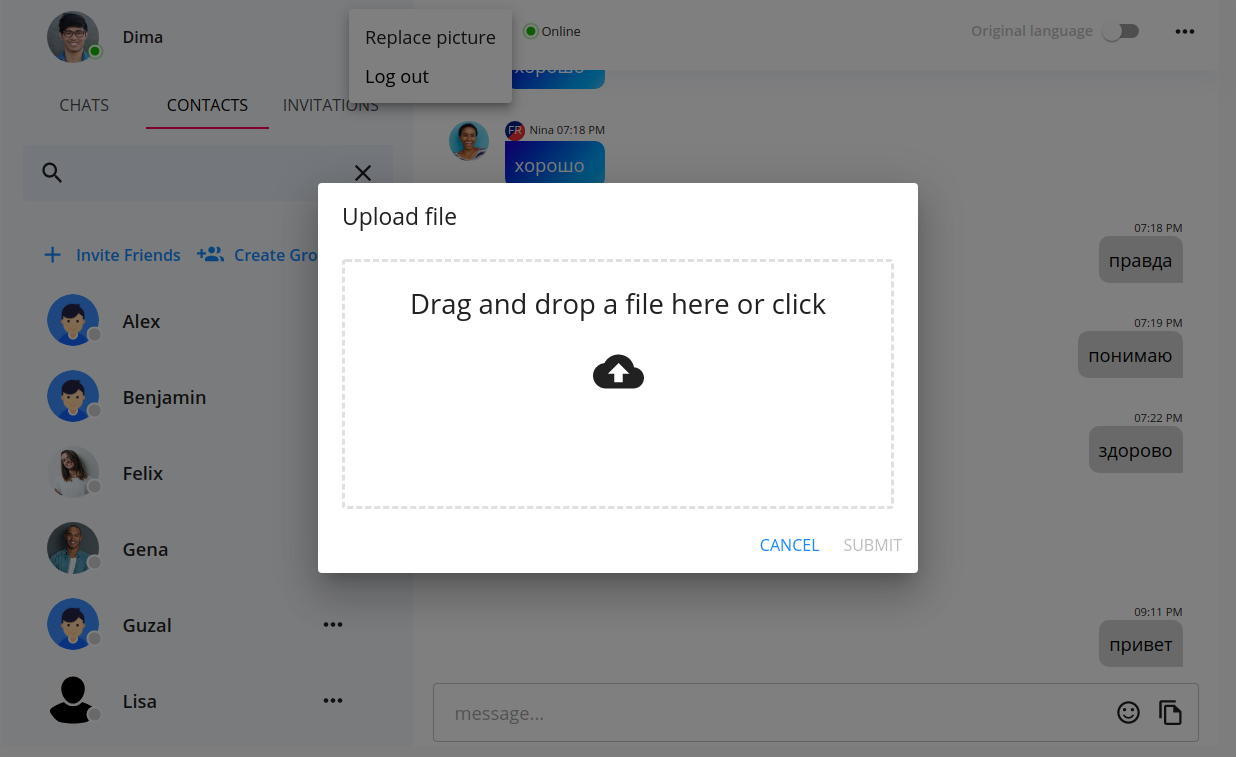 Dima
Replace picture
Log out
Online
Original language
CHATS
CONTACTS
INVITATIONS
хорошо
FR Nina 07:18 PM
хорошо
07:18 PM
правда
07:19 PM
понимаю
07:22 PM
здорово
09:11 PM
привет
message...
Invite Friends
Create Gro
Alex
Benjamin
Felix
Gena
Guzal
Lisa
Upload file
Drag and drop a file here or click
CANCEL
SUBMIT